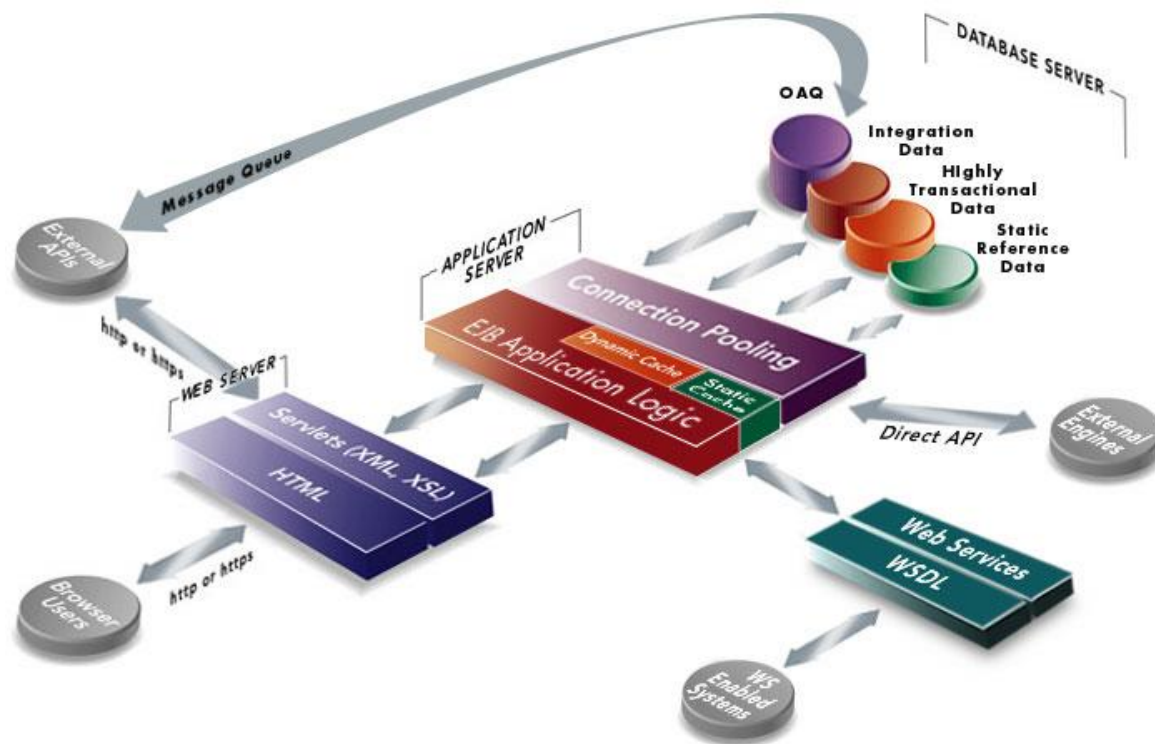 DATABASE SERVER
OAQ
Integration
Data
HIghly
Transactional
Data
Static
Reference
Data
Message Queue
External
APIs
APPLICATION
SERVER
Connection Pooling
Dynamic Cache
Static
Cache
EJB Application Logic
http or https
WEB SERVER
Servlets (XML, XSL)
HTML
Direct API
External
Engines
Web Services
WSDL
http or https
Browser
Users
WS
Enabled
Systems